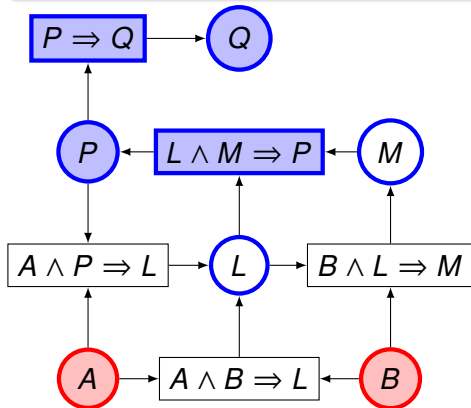 P ⇒ Q
Q
P
L ∧ M ⇒ P
M
A ∧ P ⇒ L
L
B ∧ L ⇒ M
A
A ∧ B ⇒ L
B